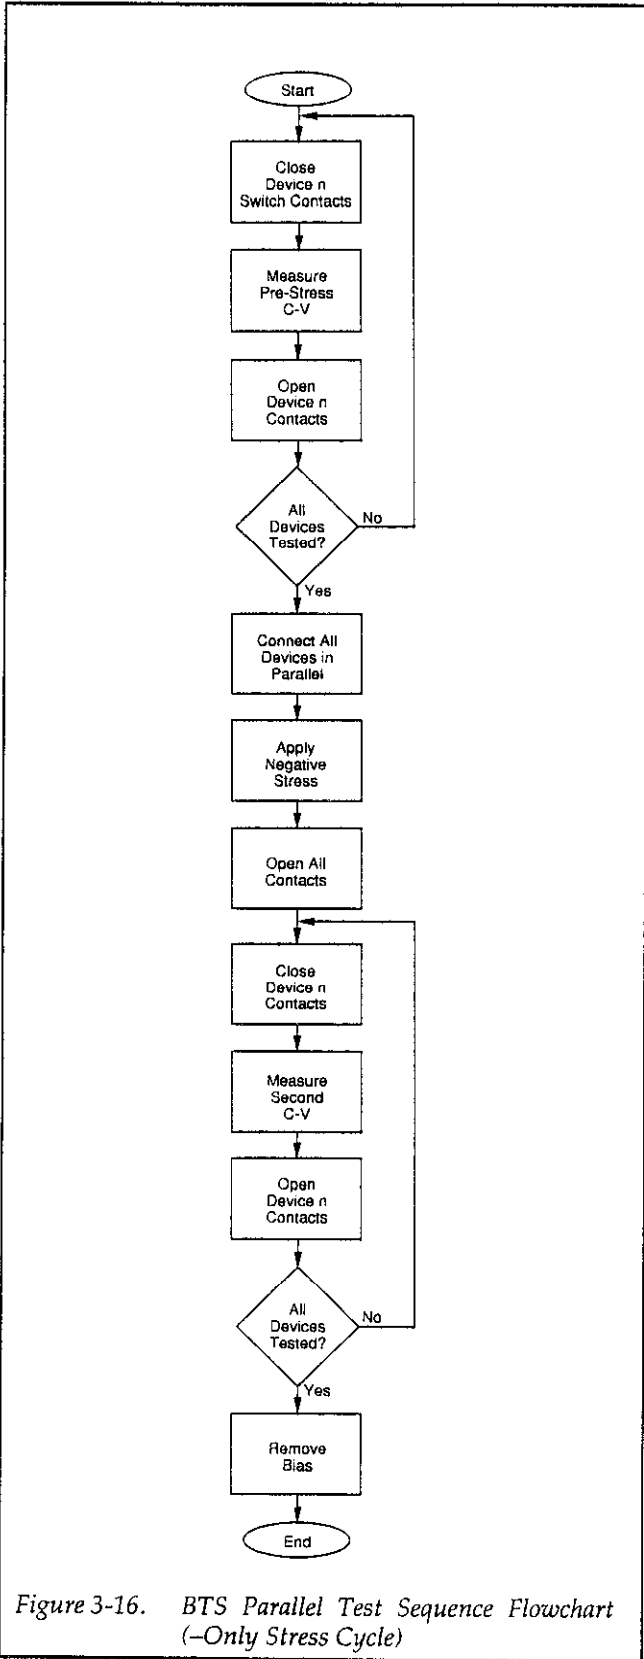 Start
Close
Device n
Switch Contacts
Measure
Pre-Stress
C-V
Open
Device n
Contacts
All
Devices
Tested?
No
Yes
Connect All
Devices in
Parallel
Apply
Negative
Stress
Open All
Contacts
Close
Device n
Contacts
Measure
Second
C-V
Open
Device n
Contacts
All
Devices
Tested?
No
Yes
Remove
Bias
End
Figure 3-16. BTS Parallel Test Sequence Flowchart
(–Only Stress Cycle)